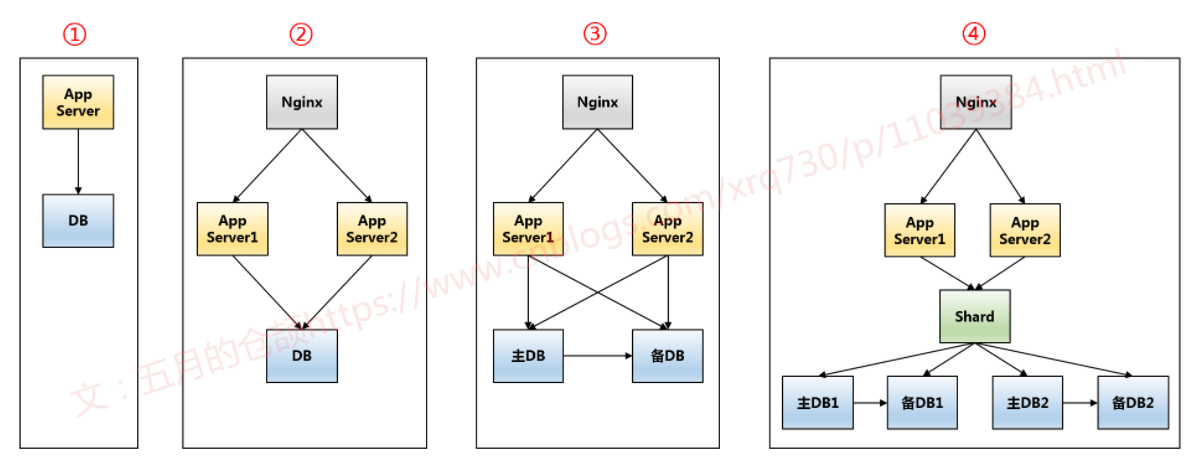 ①
App
Server
DB
②
Nginx
App
Server1
App
Server2
DB
③
Nginx
App
Server1
App
Server2
主DB
备DB
④
Nginx
App
Server1
App
Server2
Shard
主DB1
备DB1
主DB2
备DB2
文：五月的仓颉https://www.cnblogs.com/xrq730/p/11039384.html